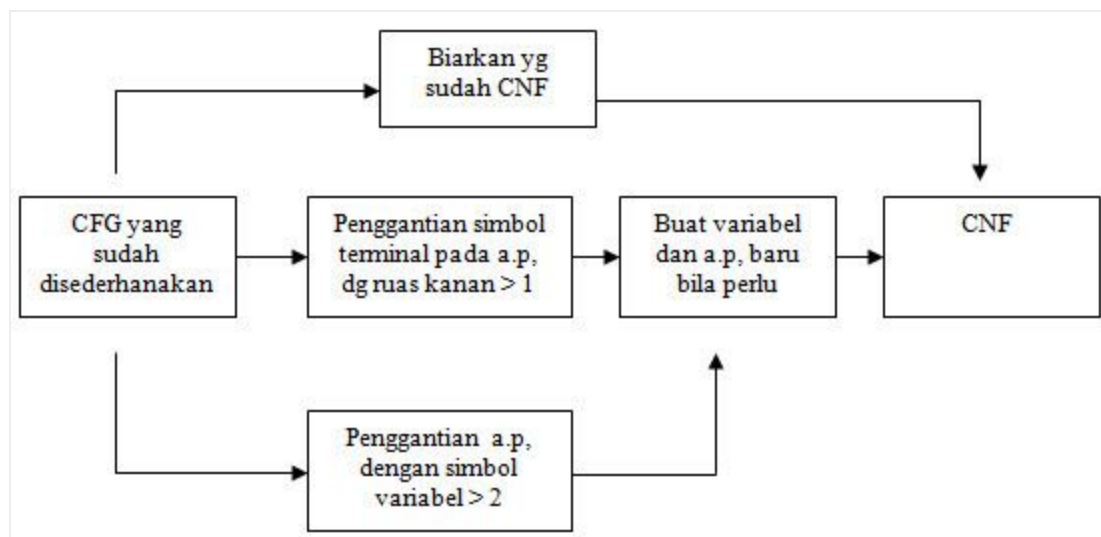 Biarkan yg
sudah CNF
CFG yang
sudah
disederhanakan
Penggantian simbol
terminal pada a.p,
dg ruas kanan > 1
Buat variabel
dan a.p, baru
bila perlu
CNF
Penggantian a.p,
dengan simbol
variabel > 2